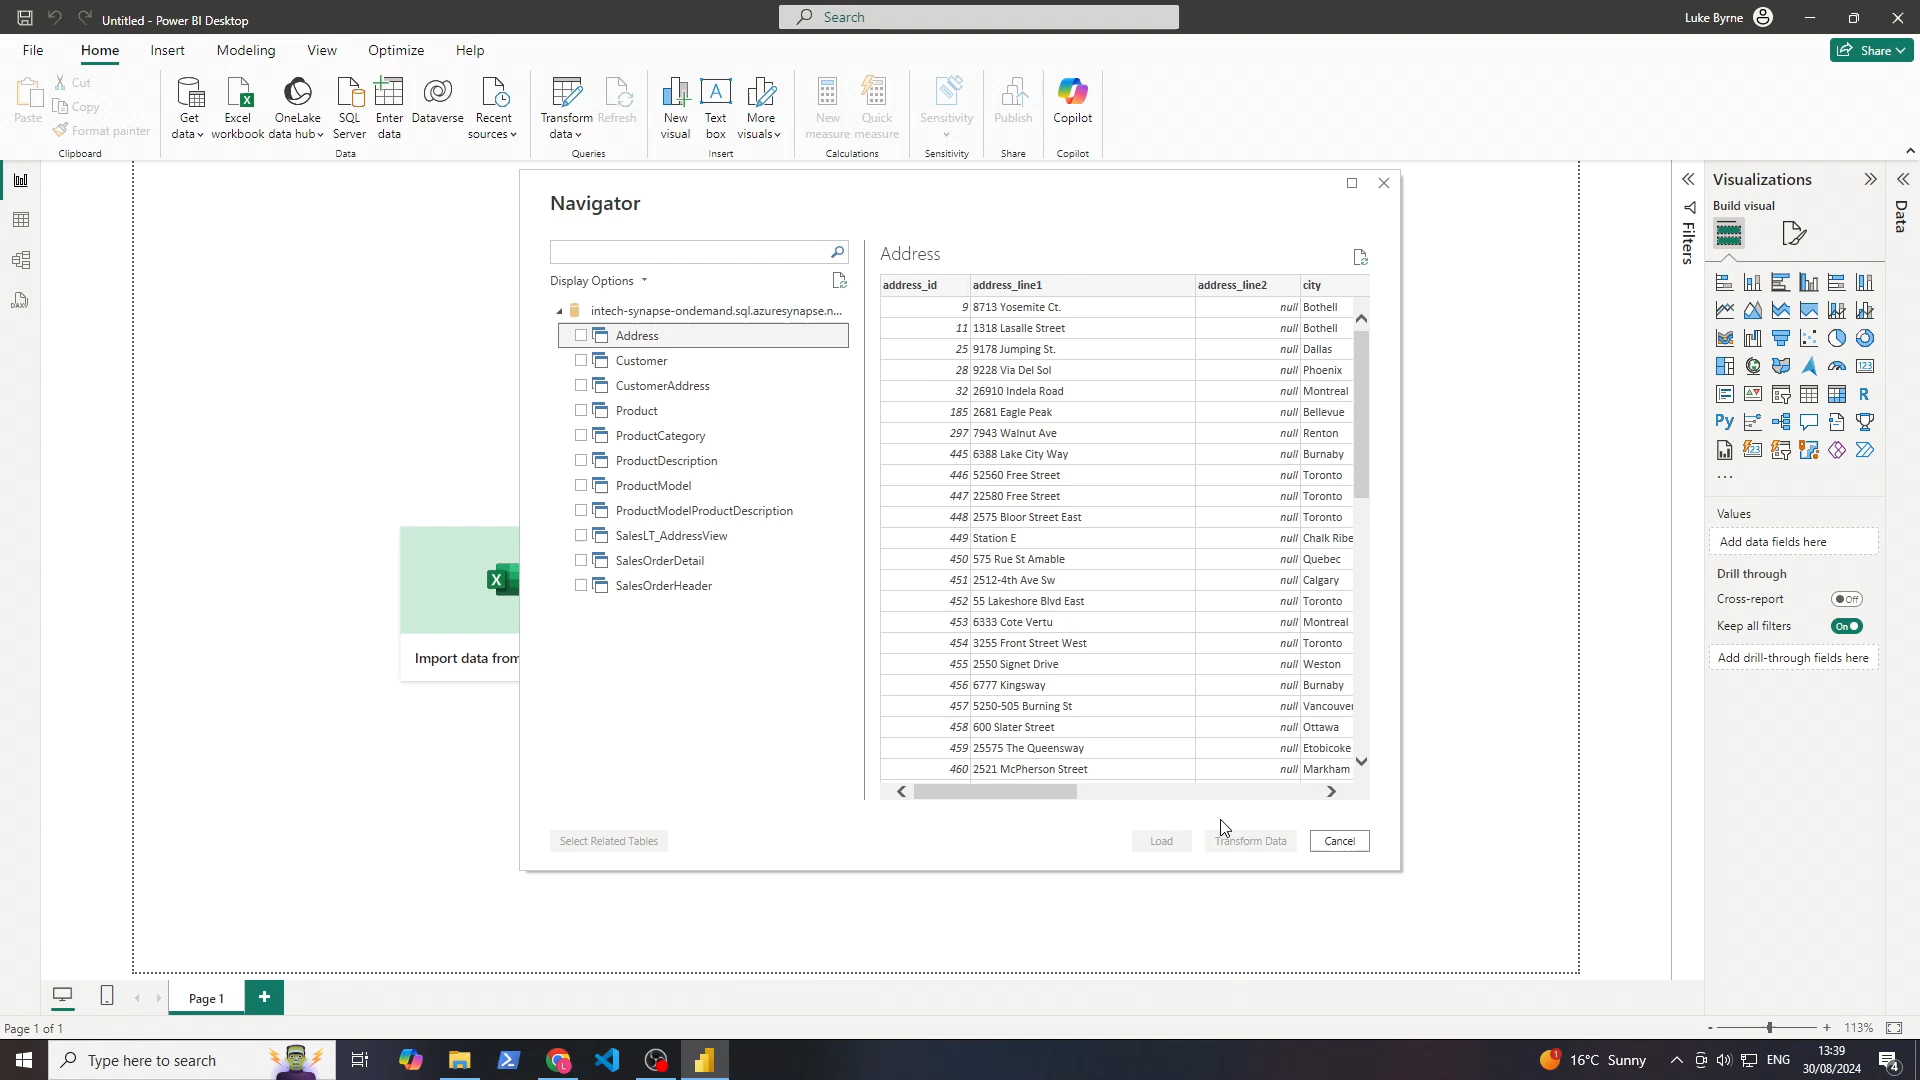 Untitled - Power BI Desktop
Search
Luke Byrne
File
Home
Insert
Modeling
View
Optimize
Help
Share
Paste
Cut
Copy
Format painter
Clipboard
Get data
Excel workbook
OneLake data hub
SQL Server
Enter data
Dataverse
Recent sources
Data
Transform data
Refresh
Queries
New visual
Text box
More visuals
Insert
New measure
Quick measure
Calculations
Sensitivity
Sensitivity
Publish
Share
Copilot
Copilot
Navigator
Display Options
intech-synapse-ondemand.sql.azuresynapse.n...
Address
Customer
CustomerAddress
Product
ProductCategory
ProductDescription
ProductModel
ProductModelProductDescription
SalesLT_AddressView
SalesOrderDetail
SalesOrderHeader
Address
address_id address_line1 address_line2 city
9 8713 Yosemite Ct. null Bothell
11 1318 Lasalle Street null Bothell
25 9178 Jumping St. null Dallas
28 9228 Via Del Sol null Phoenix
32 26910 Indela Road null Montreal
185 2681 Eagle Peak null Bellevue
297 7943 Walnut Ave null Renton
445 6388 Lake City Way null Burnaby
446 52560 Free Street null Toronto
447 22580 Free Street null Toronto
448 2575 Bloor Street East null Toronto
449 Station E null Chalk Ribe
450 575 Rue St Amable null Quebec
451 2512-4th Ave Sw null Calgary
452 55 Lakeshore Blvd East null Toronto
453 6333 Cote Vertu null Montreal
454 3255 Front Street West null Toronto
455 2550 Signet Drive null Weston
456 6777 Kingsway null Burnaby
457 5250-505 Burning St null Vancouver
458 600 Slater Street null Ottawa
459 25575 The Queensway null Etobicoke
460 2521 McPherson Street null Markham
Select Related Tables
Load
Transform Data
Cancel
Import data from
Filters
Visualizations
Build visual
Values
Add data fields here
Drill through
Cross-report
Off
Keep all filters
On
Add drill-through fields here
Data
Page 1
Page 1 of 1
113%
Type here to search
16°C Sunny
ENG
13:39
30/08/2024